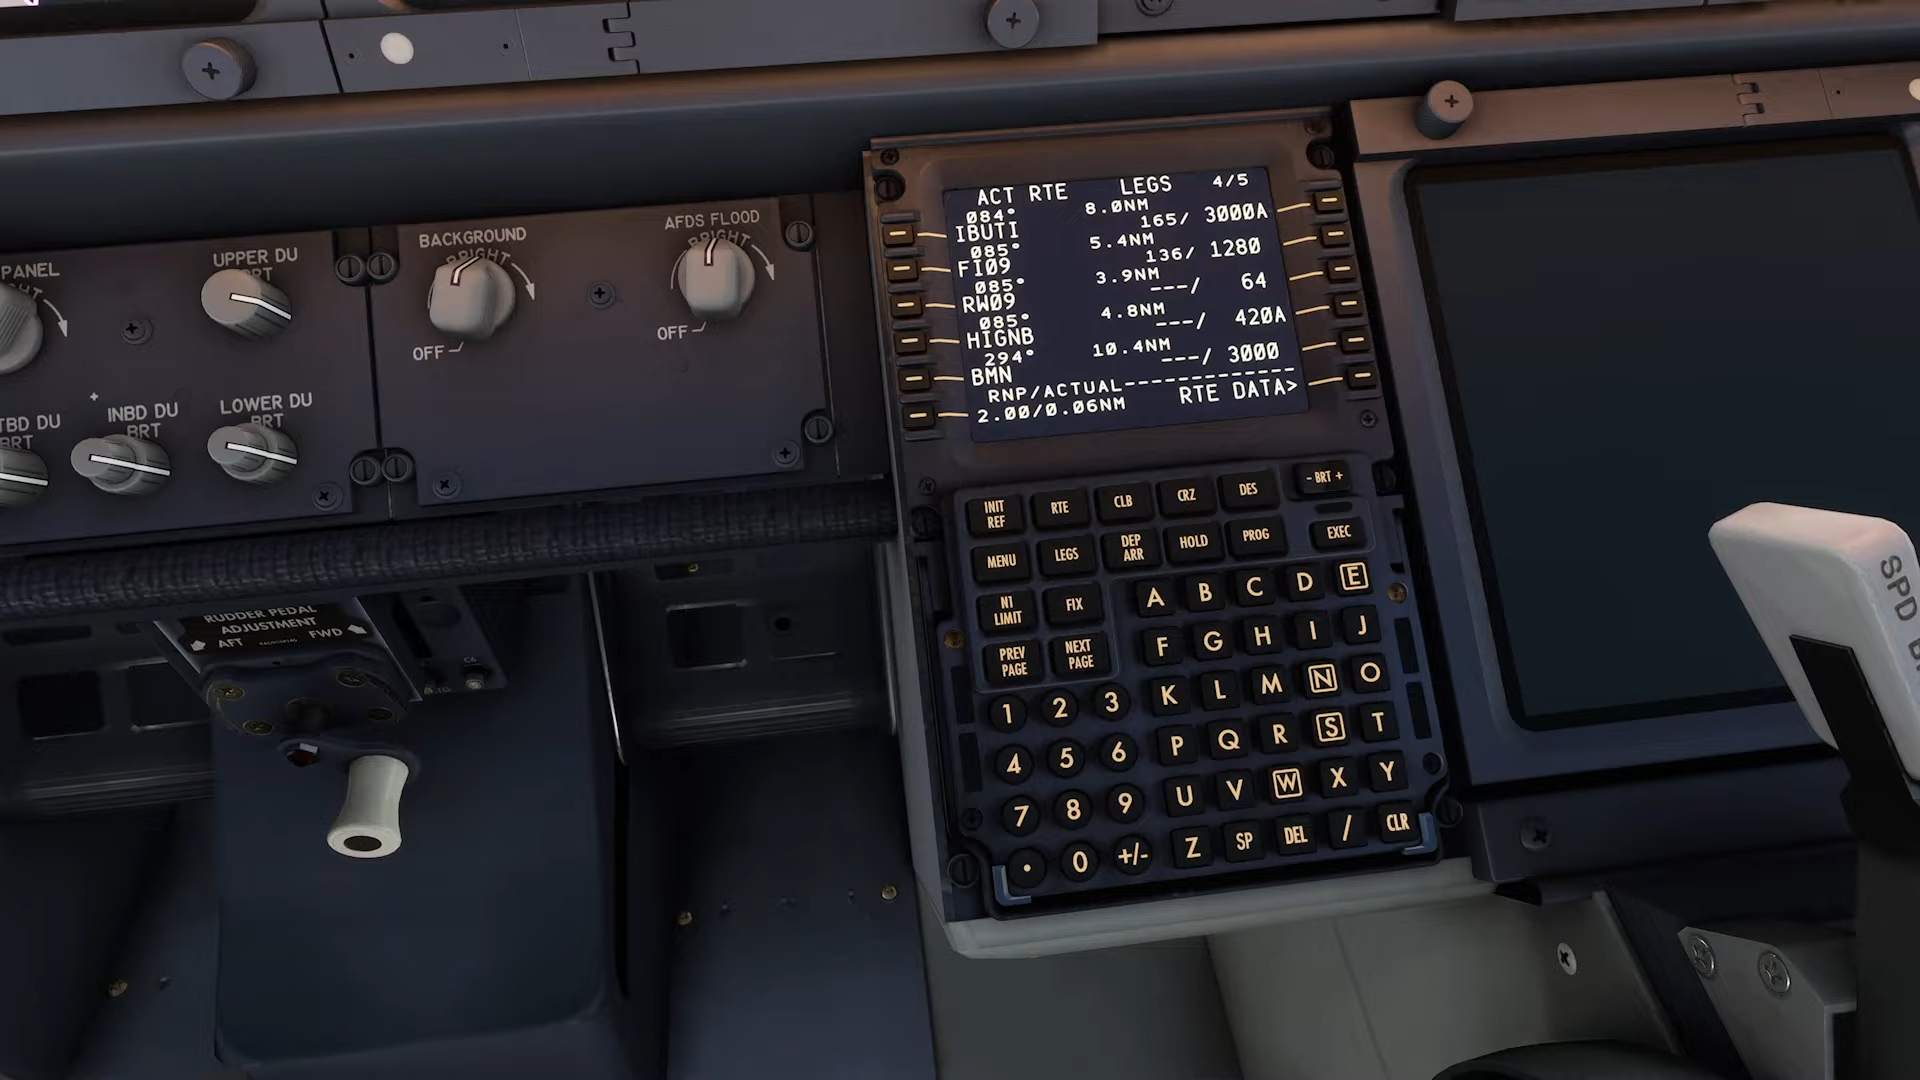 PANEL
UPPER DU
BRT
BACKGROUND
BRIGHT
OFF
AFDS FLOOD
BRIGHT
OFF
INBD DU
BRT
LOWER DU
BRT
BRT
ACT RTE LEGS 4/5
084° 8.0NM
IBUTI 165/ 3000A
085° 5.4NM
FI09 136/ 1280
085° 3.9NM
RW09 ---/ 64
085° 4.8NM
HIGNB ---/ 420A
294° 10.4NM
BMN ---/ 3000
RNP/ACTUAL------------
2.00/0.06NM RTE DATA>
INIT REF RTE CLB CRZ DES - BRT +
MENU LEGS DEP ARR HOLD PROG EXEC
N1 LIMIT FIX
PREV PAGE NEXT PAGE
A B C D E
F G H I J
K L M N O
P Q R S T
U V W X Y
Z SP DEL / CLR
1 2 3
4 5 6
7 8 9
. 0 +/-
RUDDER PEDAL
ADJUSTMENT
AFT FWD
SPD